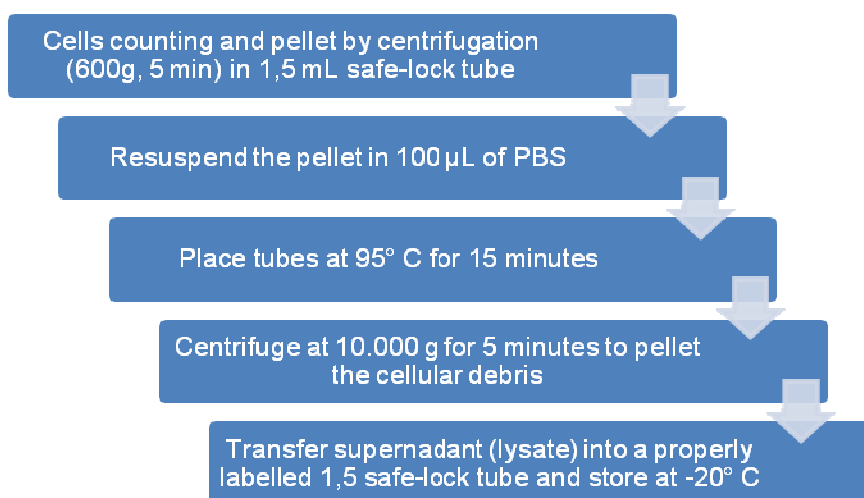 Cells counting and pellet by centrifugation
(600g, 5 min) in 1,5 mL safe-lock tube
Resuspend the pellet in 100 µL of PBS
Place tubes at 95° C for 15 minutes
Centrifuge at 10.000 g for 5 minutes to pellet
the cellular debris
Transfer supernadant (lysate) into a properly
labelled 1,5 safe-lock tube and store at -20° C